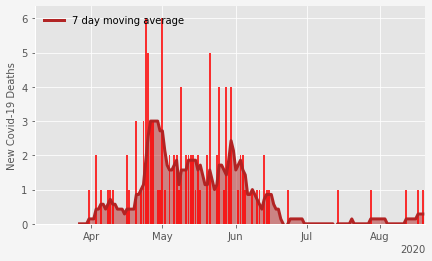 7 day moving average
New Covid-19 Deaths
6
5
4
3
2
1
0
Apr
May
Jun
Jul
Aug
2020